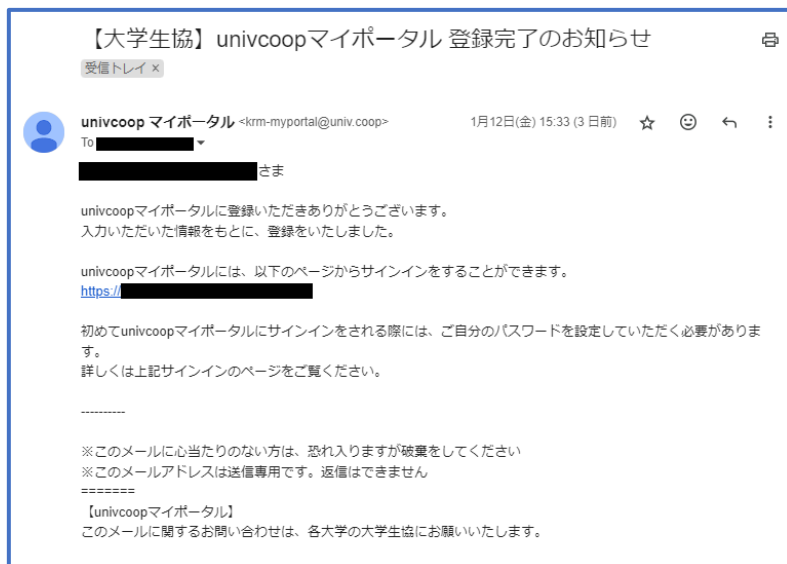 【大学生協】univcoopマイポータル 登録完了のお知らせ
受信トレイ ×
univcoop マイポータル <krm-myportal@univ.coop> 1月12日(金) 15:33 (3 日前)
To
さま
univcoopマイポータルに登録いただきありがとうございます。
入力いただいた情報をもとに、登録をいたしました。
univcoopマイポータルには、以下のページからサインインをすることができます。
https://
初めてunivcoopマイポータルにサインインをされる際には、ご自分のパスワードを設定していただく必要がありま
す。
詳しくは上記サインインのページをご覧ください。
----------
※このメールに心当たりのない方は、恐れ入りますが破棄をしてください
※このメールアドレスは送信専用です。返信はできません
=======
【univcoopマイポータル】
このメールに関するお問い合わせは、各大学の大学生協にお願いいたします。